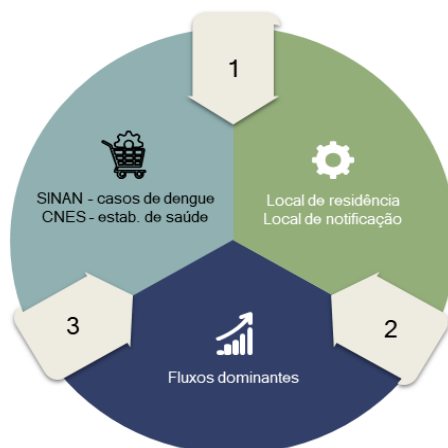 1
SINAN - casos de dengue
CNES - estab. de saúde
Local de residência
Local de notificação
3
2
Fluxos dominantes